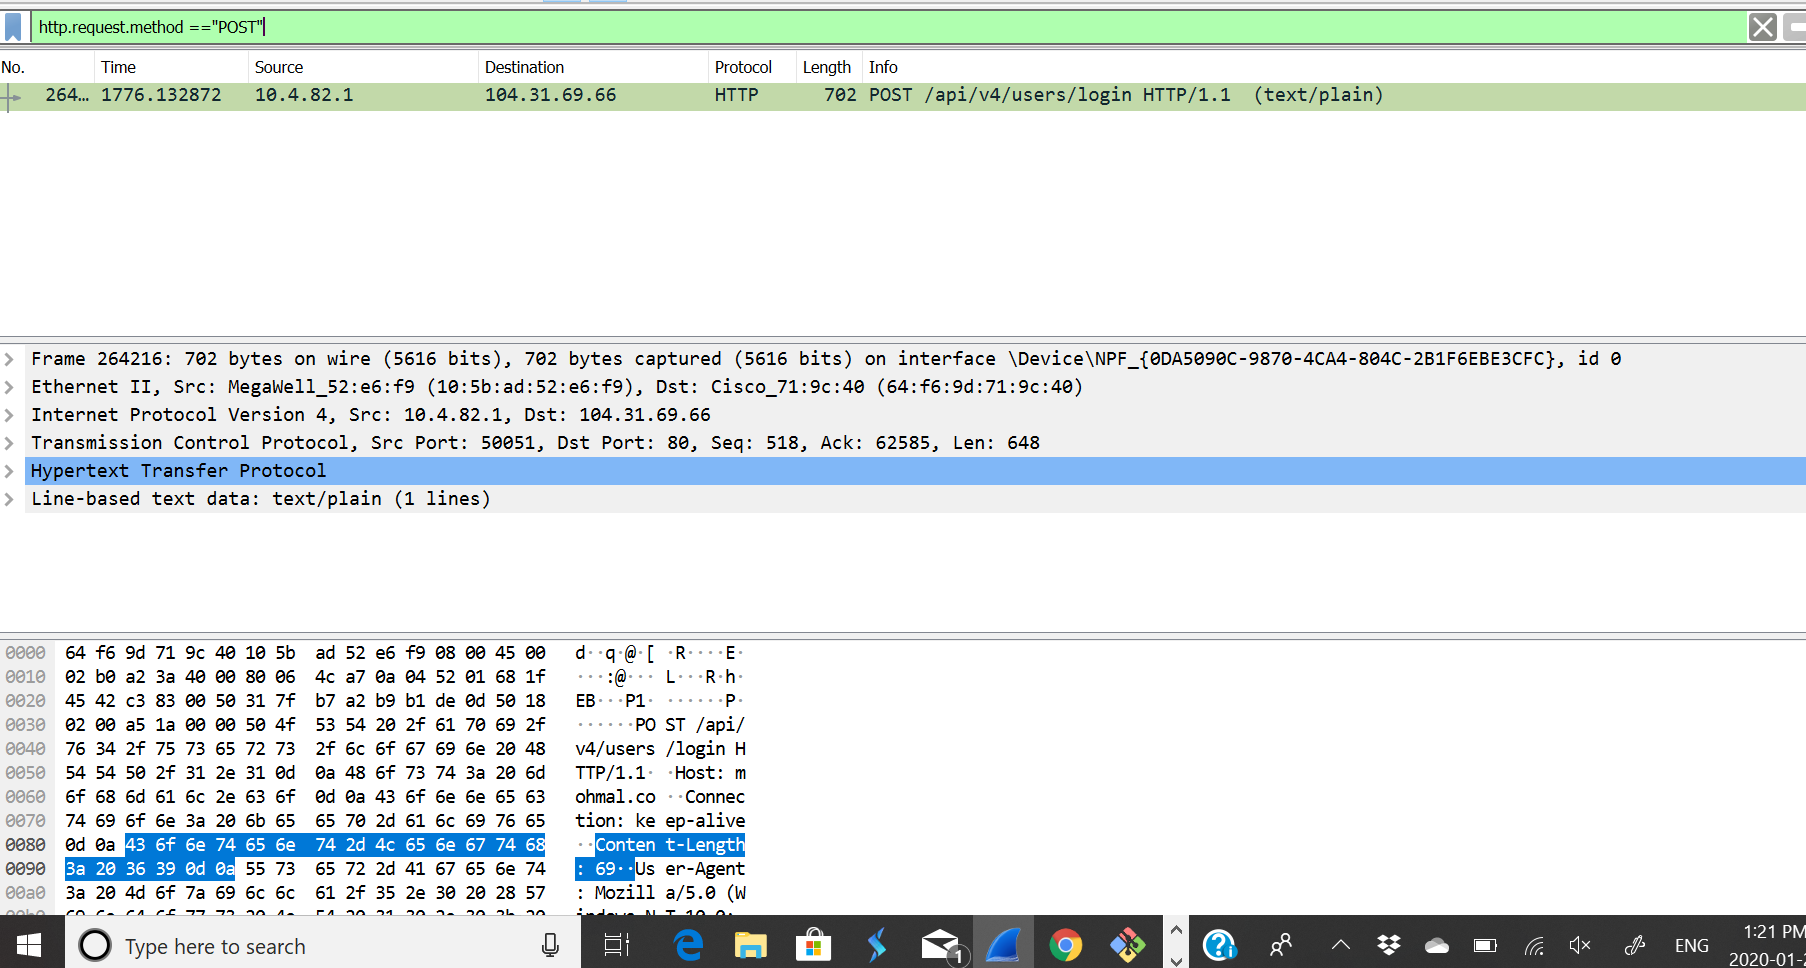 http.request.method =="POST"
No. Time Source Destination Protocol Length Info
264… 1776.132872 10.4.82.1 104.31.69.66 HTTP 702 POST /api/v4/users/login HTTP/1.1 (text/plain)
Frame 264216: 702 bytes on wire (5616 bits), 702 bytes captured (5616 bits) on interface \Device\NPF_{0DA5090C-9870-4CA4-804C-2B1F6EBE3CFC}, id 0
Ethernet II, Src: MegaWell_52:e6:f9 (10:5b:ad:52:e6:f9), Dst: Cisco_71:9c:40 (64:f6:9d:71:9c:40)
Internet Protocol Version 4, Src: 10.4.82.1, Dst: 104.31.69.66
Transmission Control Protocol, Src Port: 50051, Dst Port: 80, Seq: 518, Ack: 62585, Len: 648
Hypertext Transfer Protocol
Line-based text data: text/plain (1 lines)
0000 64 f6 9d 71 9c 40 10 5b ad 52 e6 f9 08 00 45 00 d··q·@·[ ·R····E·
0010 02 b0 a2 3a 40 00 80 06 4c a7 0a 04 52 01 68 1f ···:@··· L···R·h·
0020 45 42 c3 83 00 50 31 7f b7 a2 b9 b1 de 0d 50 18 EB···P1· ······P·
0030 02 00 a5 1a 00 00 50 4f 53 54 20 2f 61 70 69 2f ······PO ST /api/
0040 76 34 2f 75 73 65 72 73 2f 6c 6f 67 69 6e 20 48 v4/users /login H
0050 54 54 50 2f 31 2e 31 0d 0a 48 6f 73 74 3a 20 6d TTP/1.1· ·Host: m
0060 6f 68 6d 61 6c 2e 63 6f 0d 0a 43 6f 6e 6e 65 63 ohmal.co ··Connec
0070 74 69 6f 6e 3a 20 6b 65 65 70 2d 61 6c 69 76 65 tion: ke ep-alive
0080 0d 0a 43 6f 6e 74 65 6e 74 2d 4c 65 6e 67 74 68 ··Conten t-Length
0090 3a 20 36 39 0d 0a 55 73 65 72 2d 41 67 65 6e 74 : 69··Us er-Agent
00a0 3a 20 4d 6f 7a 69 6c 6c 61 2f 35 2e 30 20 28 57 : Mozill a/5.0 (W
Type here to search
1
ENG
1:21 PM
2020-01-2